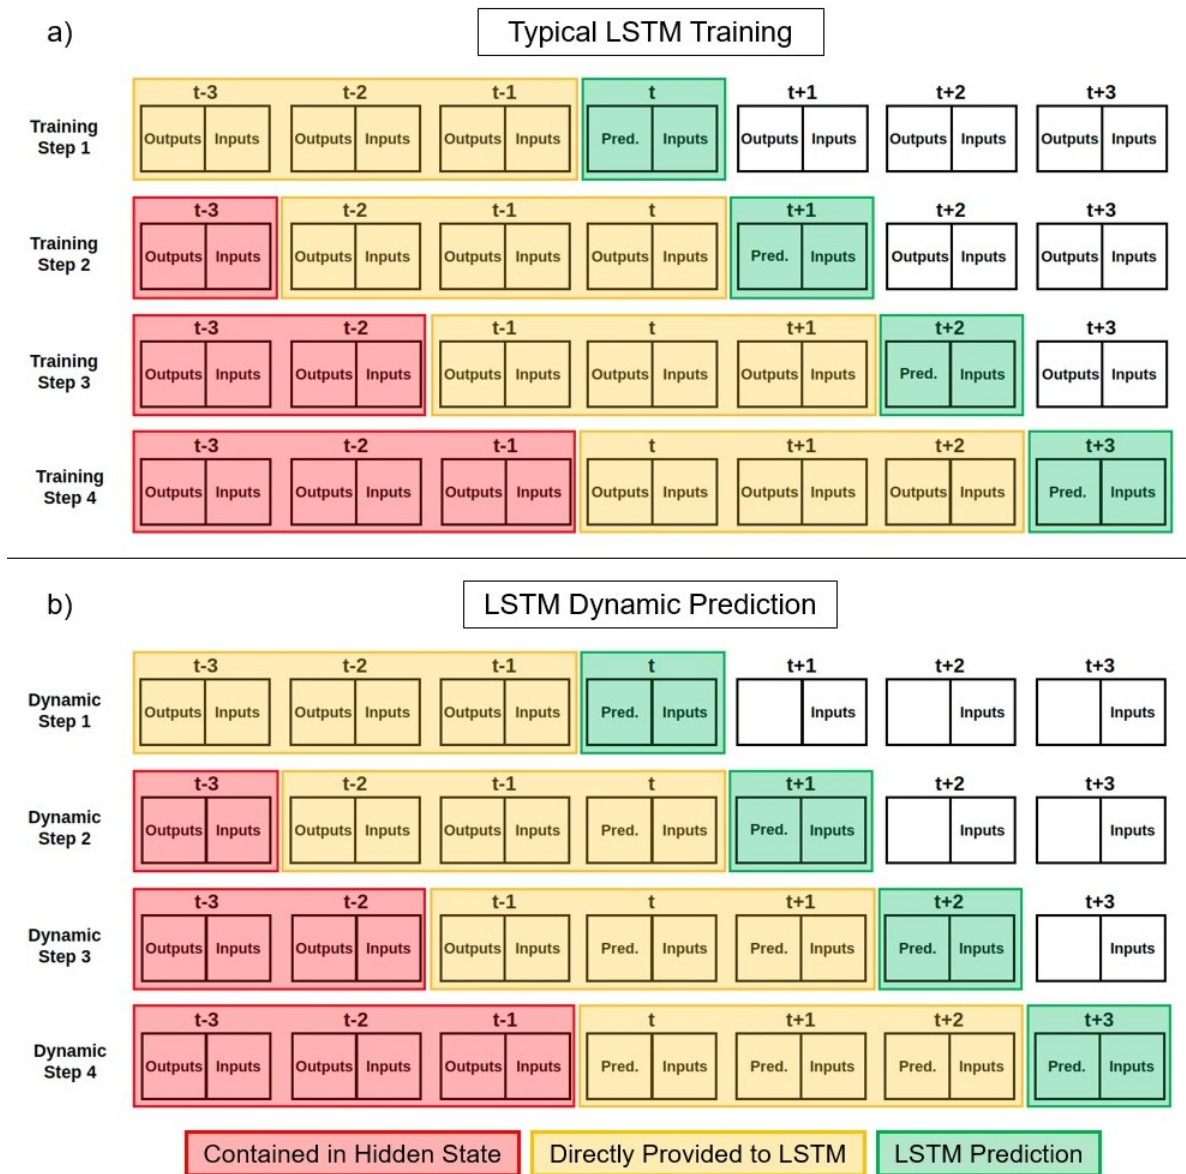 a)
Typical LSTM Training
t-3 t-2 t-1 t t+1 t+2 t+3
Training
Step 1
Outputs Inputs Outputs Inputs Outputs Inputs Pred. Inputs Outputs Inputs Outputs Inputs Outputs Inputs
t-3 t-2 t-1 t t+1 t+2 t+3
Training
Step 2
Outputs Inputs Outputs Inputs Outputs Inputs Outputs Inputs Pred. Inputs Outputs Inputs Outputs Inputs
t-3 t-2 t-1 t t+1 t+2 t+3
Training
Step 3
Outputs Inputs Outputs Inputs Outputs Inputs Outputs Inputs Outputs Inputs Pred. Inputs Outputs Inputs
t-3 t-2 t-1 t t+1 t+2 t+3
Training
Step 4
Outputs Inputs Outputs Inputs Outputs Inputs Outputs Inputs Outputs Inputs Outputs Inputs Pred. Inputs
b)
LSTM Dynamic Prediction
t-3 t-2 t-1 t t+1 t+2 t+3
Dynamic
Step 1
Outputs Inputs Outputs Inputs Outputs Inputs Pred. Inputs Inputs Inputs Inputs
t-3 t-2 t-1 t t+1 t+2 t+3
Dynamic
Step 2
Outputs Inputs Outputs Inputs Outputs Inputs Pred. Inputs Pred. Inputs Inputs Inputs
t-3 t-2 t-1 t t+1 t+2 t+3
Dynamic
Step 3
Outputs Inputs Outputs Inputs Outputs Inputs Pred. Inputs Pred. Inputs Pred. Inputs Inputs
t-3 t-2 t-1 t t+1 t+2 t+3
Dynamic
Step 4
Outputs Inputs Outputs Inputs Outputs Inputs Pred. Inputs Pred. Inputs Pred. Inputs Pred. Inputs
Contained in Hidden State Directly Provided to LSTM LSTM Prediction